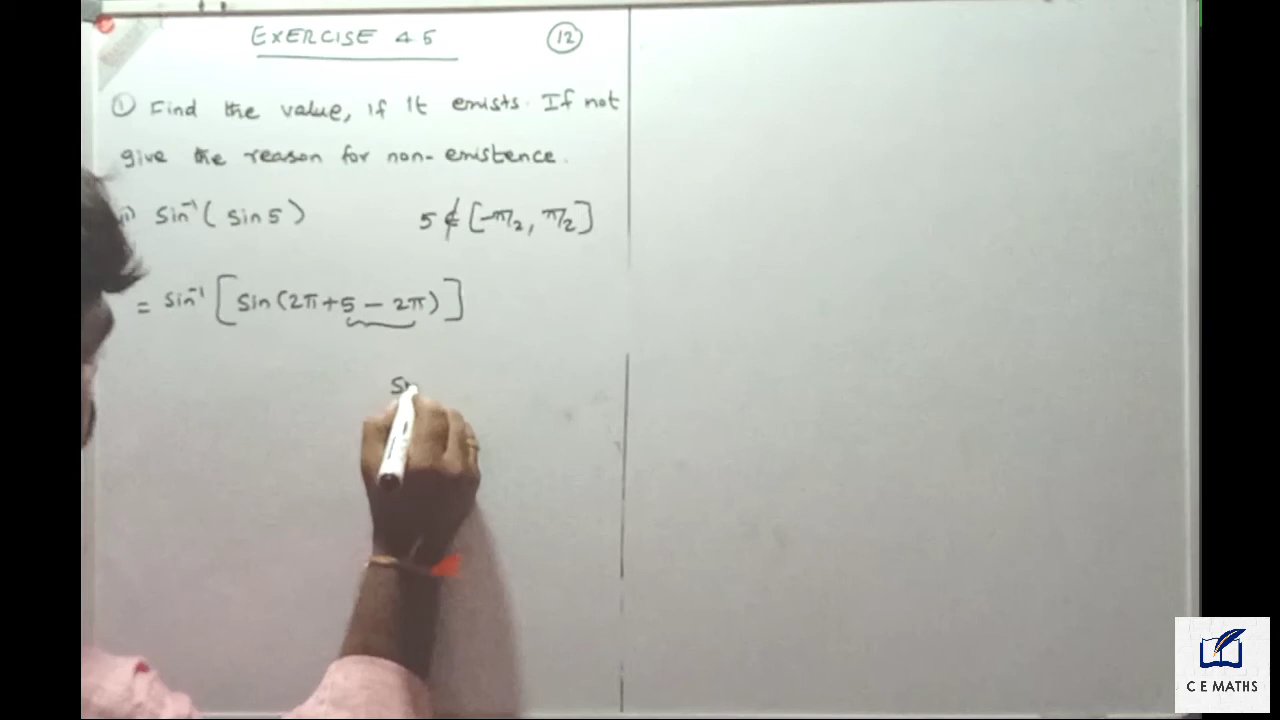 EXERCISE 4.5
12
① Find the value, if it exists. If not
give the reason for non-existence.
sin⁻¹(sin 5) 5 ∉ [-π/2, π/2]
= sin⁻¹[sin(2π+5-2π)]
C E MATHS